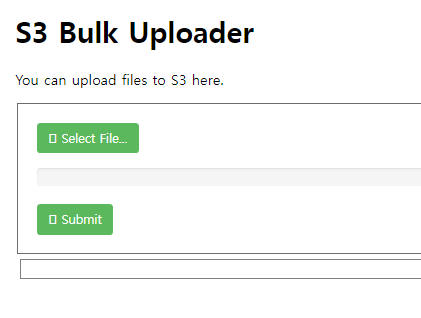 S3 Bulk Uploader
You can upload files to S3 here.
Select File...
Submit